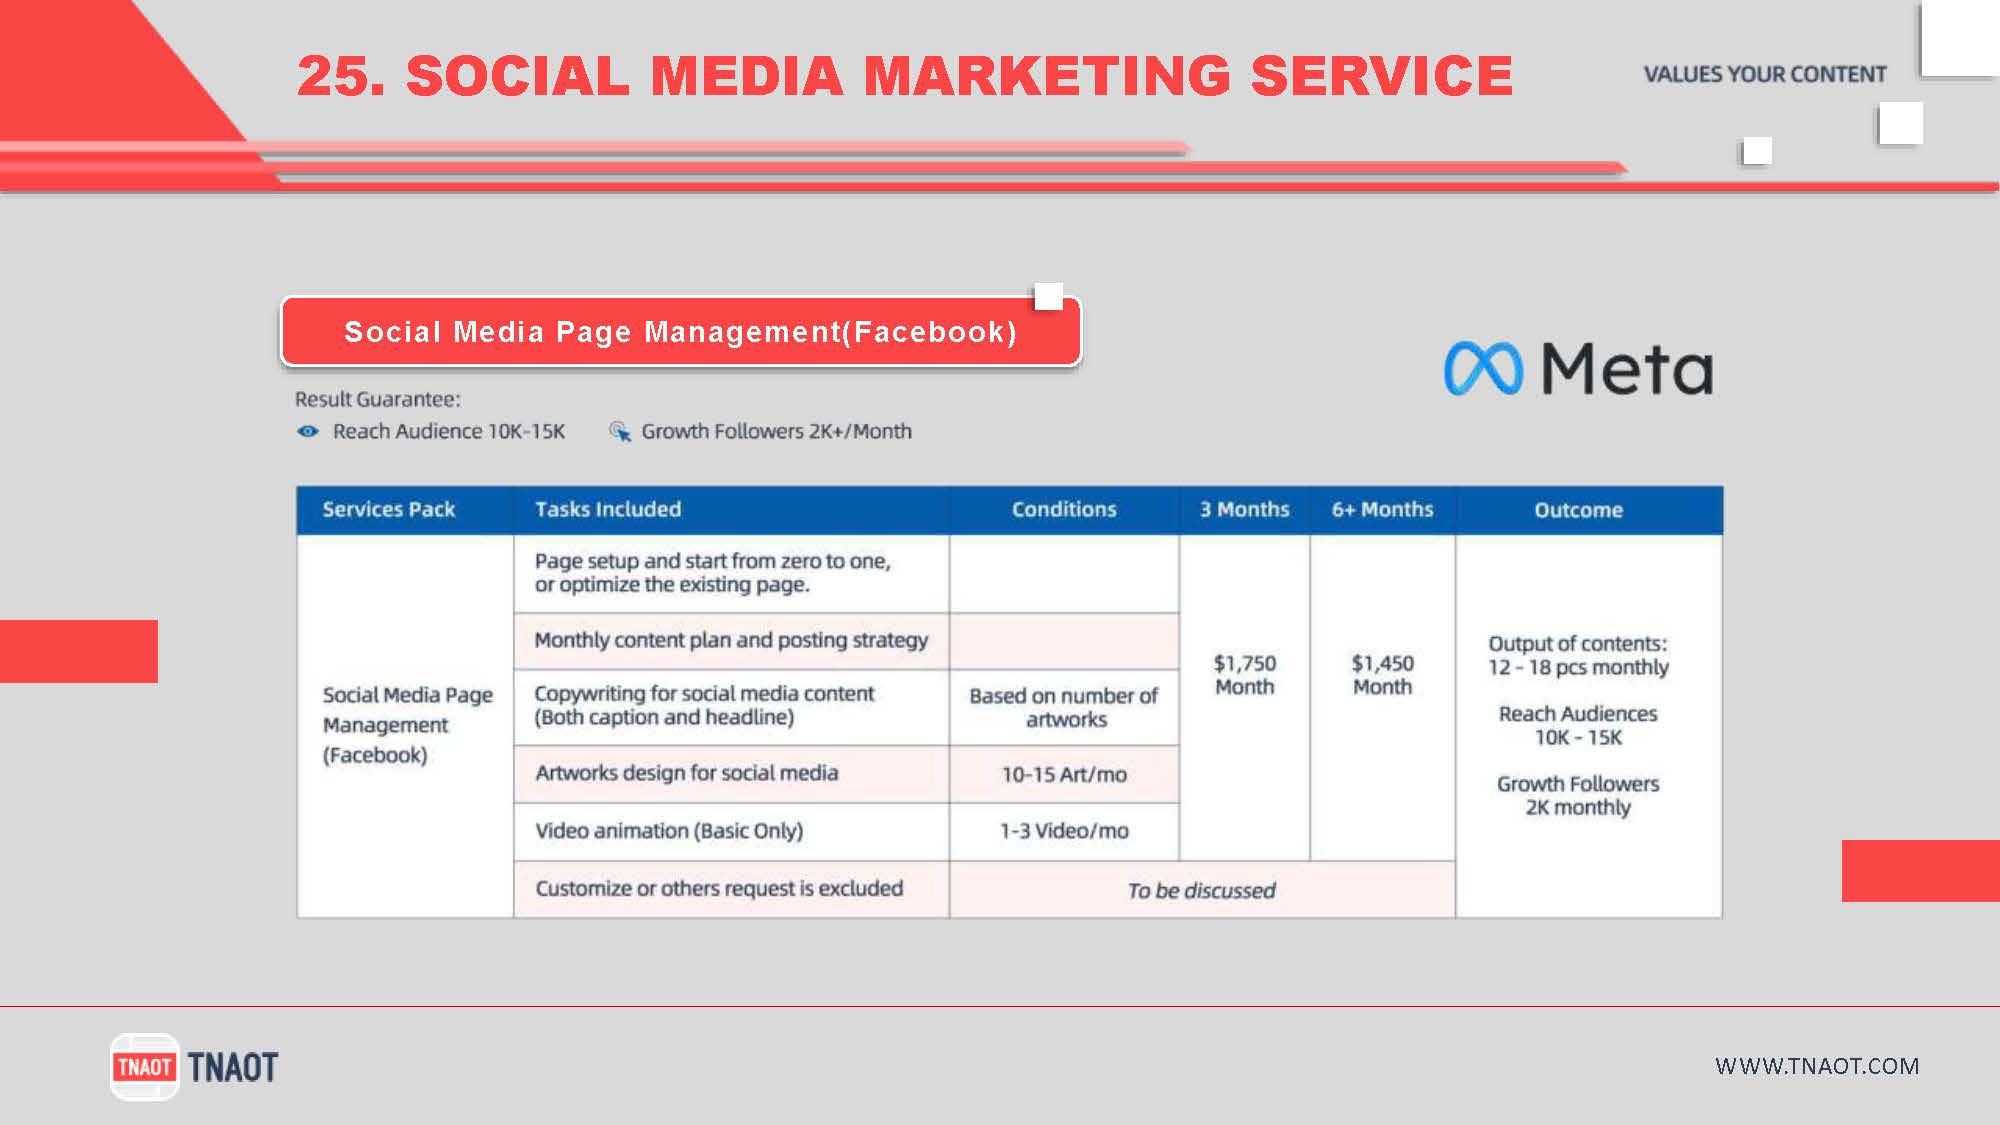 25. SOCIAL MEDIA MARKETING SERVICE
VALUES YOUR CONTENT
Social Media Page Management(Facebook)
Meta
Result Guarantee:
Reach Audience 10K-15K
Growth Followers 2K+/Month
Services Pack
Tasks Included
Conditions
3 Months
6+ Months
Outcome
Social Media Page
Management
(Facebook)
Page setup and start from zero to one,
or optimize the existing page.
Monthly content plan and posting strategy
Copywriting for social media content
(Both caption and headline)
Based on number of
artworks
Artworks design for social media
10-15 Art/mo
Video animation (Basic Only)
1-3 Video/mo
Customize or others request is excluded
To be discussed
$1,750
Month
$1,450
Month
Output of contents:
12 - 18 pcs monthly
Reach Audiences
10K - 15K
Growth Followers
2K monthly
TNAOT
TNAOT
WWW.TNAOT.COM